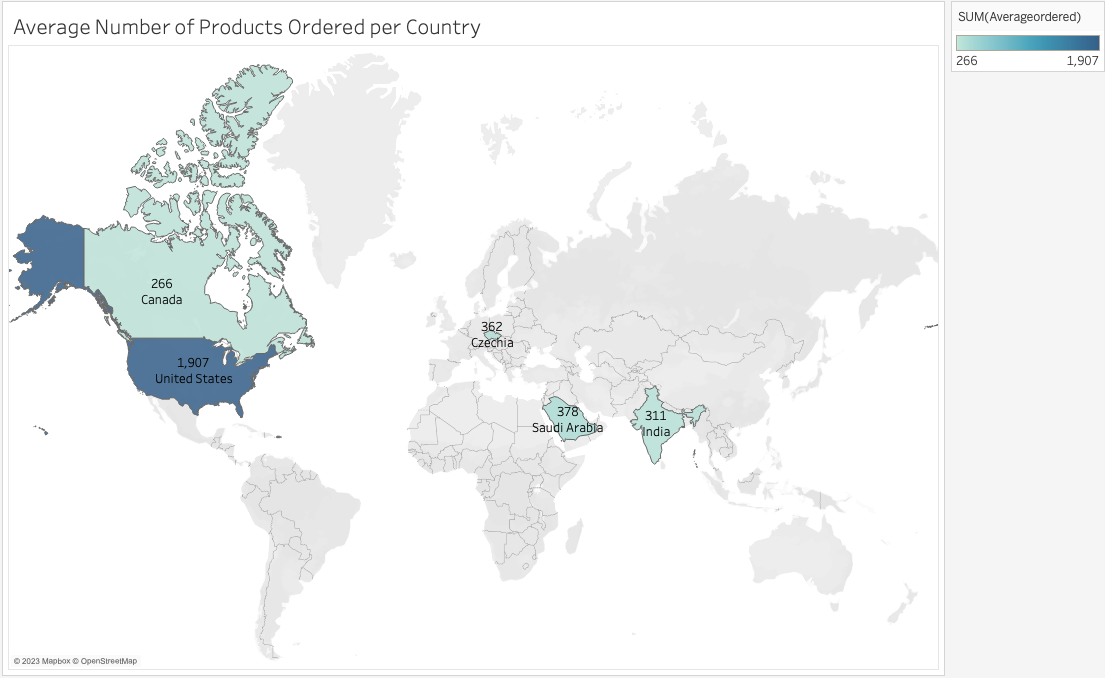 Average Number of Products Ordered per Country
SUM(Averageordered)
266
1,907
266
Canada
1,907
United States
362
Czechia
378
Saudi Arabia
311
India
© 2023 Mapbox © OpenStreetMap